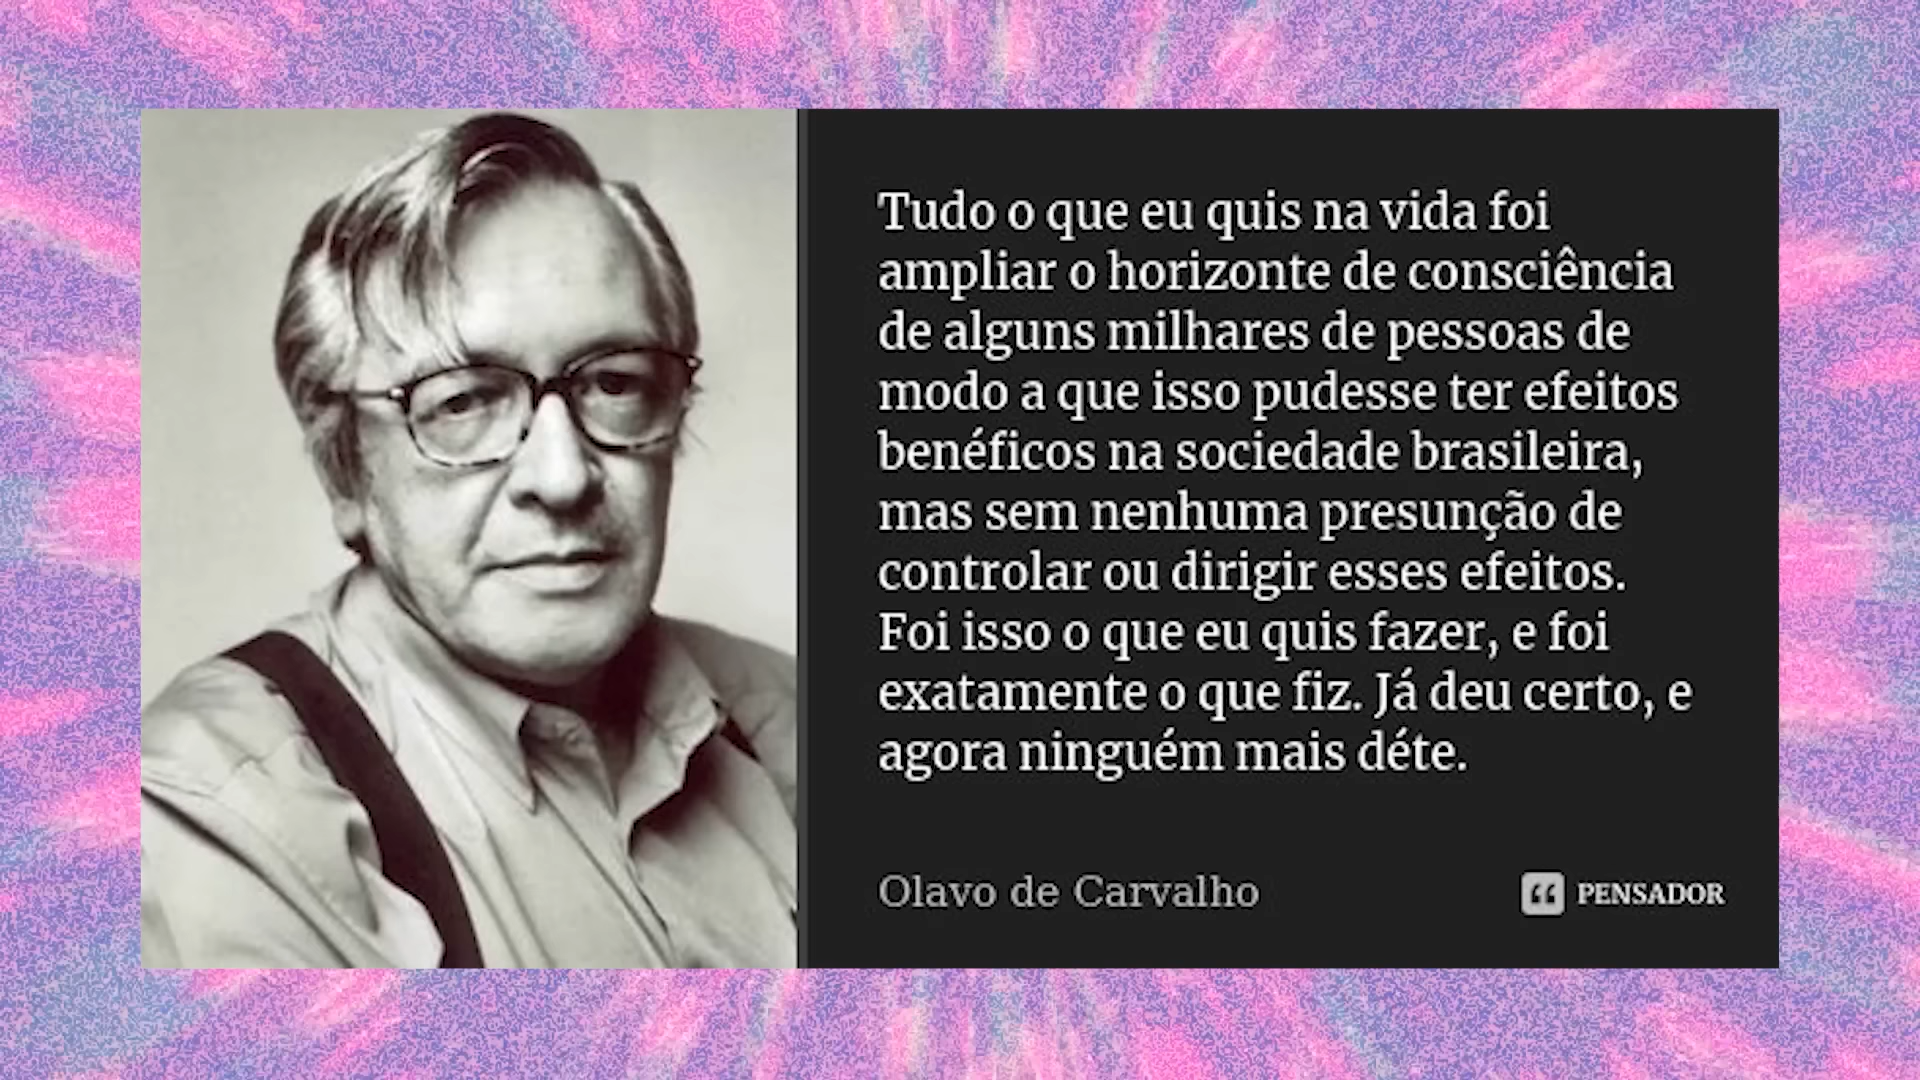 Tudo o que eu quis na vida foi
ampliar o horizonte de consciência
de alguns milhares de pessoas de
modo a que isso pudesse ter efeitos
benéficos na sociedade brasileira,
mas sem nenhuma presunção de
controlar ou dirigir esses efeitos.
Foi isso o que eu quis fazer, e foi
exatamente o que fiz. Já deu certo, e
agora ninguém mais déte.
Olavo de Carvalho
PENSADOR